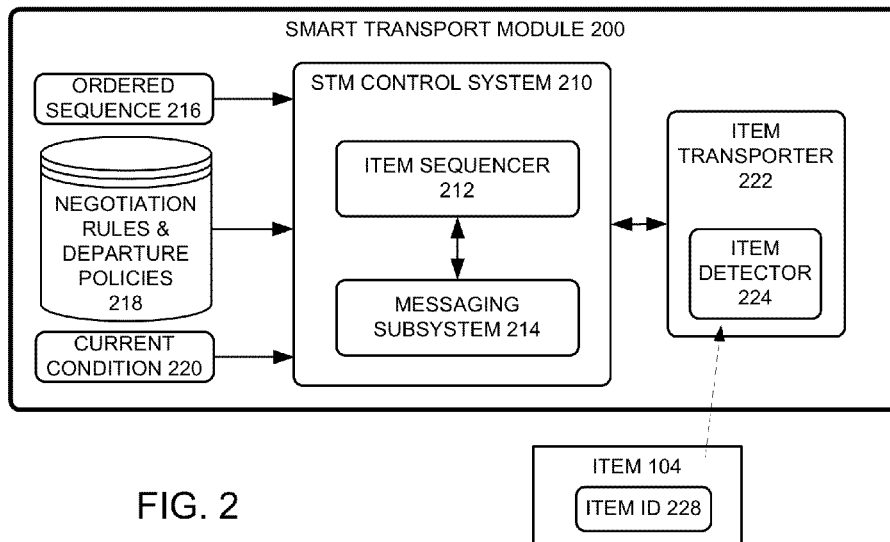 SMART TRANSPORT MODULE 200
ORDERED
SEQUENCE 216
NEGOTIATION
RULES &
DEPARTURE
POLICIES
218
CURRENT
CONDITION 220
STM CONTROL SYSTEM 210
ITEM SEQUENCER
212
MESSAGING
SUBSYSTEM 214
ITEM
TRANSPORTER
222
ITEM
DETECTOR
224
ITEM 104
ITEM ID 228
FIG. 2